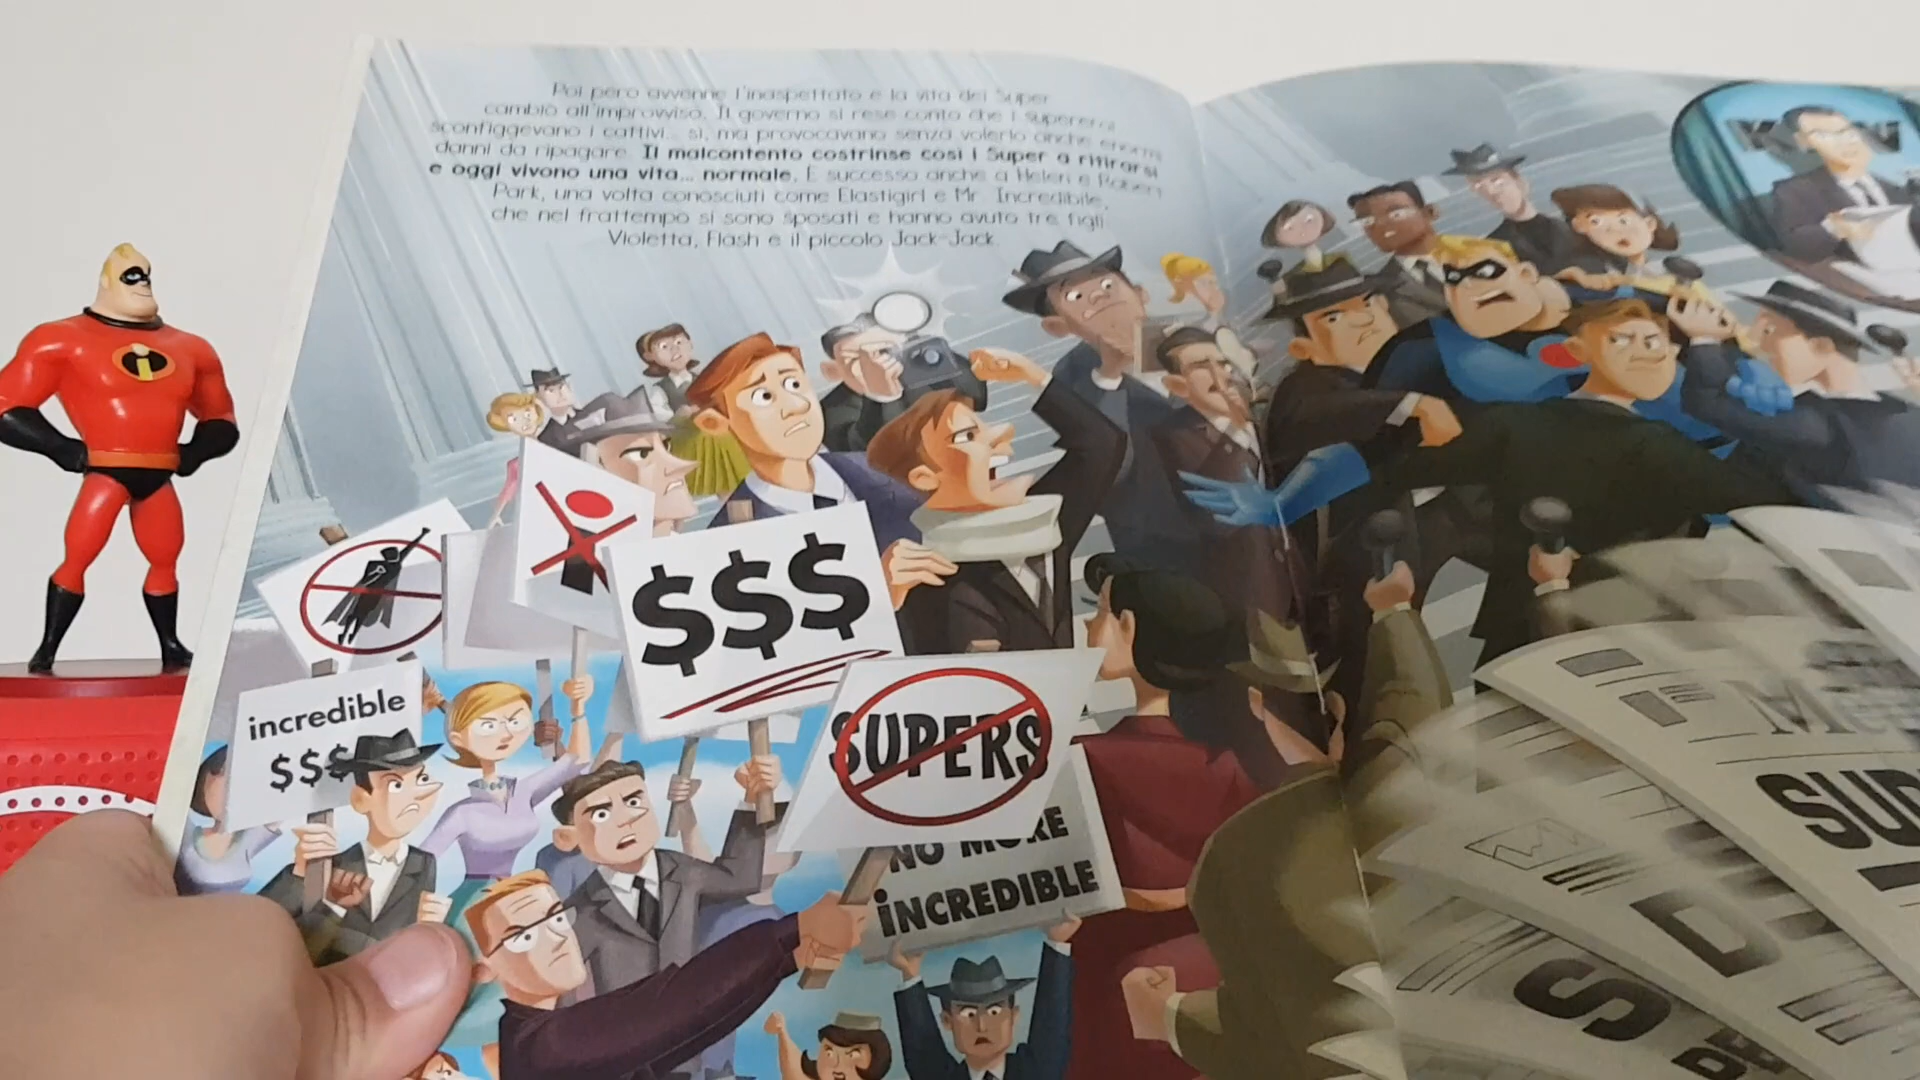 Poi però avvenne l'inaspettato e la vita dei Super
cambiò all'improvviso. Il governo si rese conto che i supereroi
sconfiggevano i cattivi... sì, ma provocavano senza volerlo anche enormi
danni da ripagare. Il malcontento costrinse così i Super a ritirarsi
e oggi vivono una vita... normale. È successo anche a Helen e Robert
Park, una volta conosciuti come Elastigirl e Mr. Incredibile,
che nel frattempo si sono sposati e hanno avuto tre figli:
Violetta, Flash e il piccolo Jack-Jack.
$$$
incredible
$$$
SUPERS
NO MORE
iNCREDIBLE